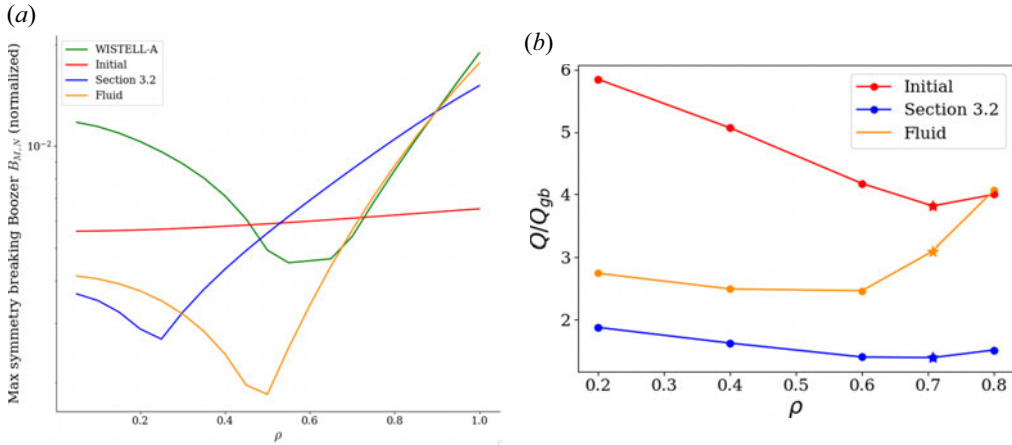 (a)
Max symmetry breaking Boozer B_{M,N} (normalized)
10^{-2}
WISTELL-A
Initial
Section 3.2
Fluid
0.2 0.4 0.6 0.8 1.0
ρ
(b)
Q/Q_{gb}
6
5
4
3
2
Initial
Section 3.2
Fluid
0.2 0.3 0.4 0.5 0.6 0.7 0.8
ρ